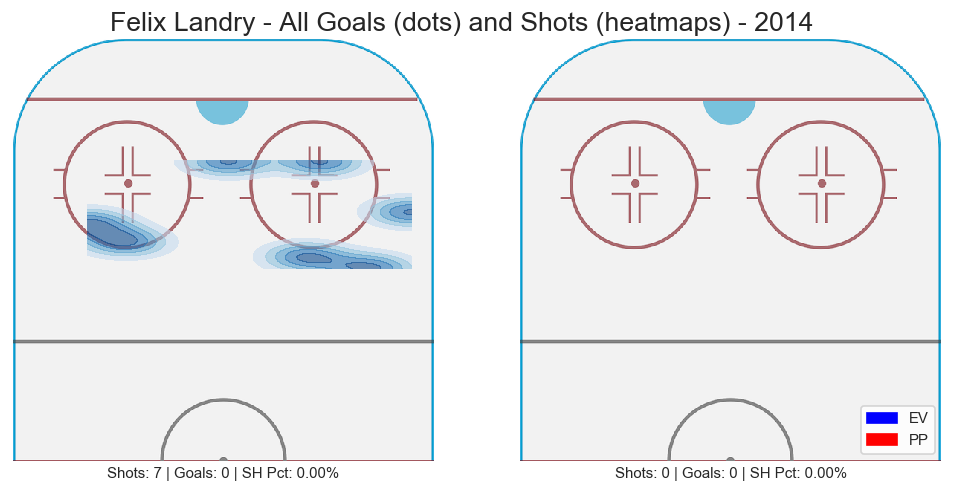 Felix Landry - All Goals (dots) and Shots (heatmaps) - 2014
EV
PP
Shots: 7 | Goals: 0 | SH Pct: 0.00%
Shots: 0 | Goals: 0 | SH Pct: 0.00%